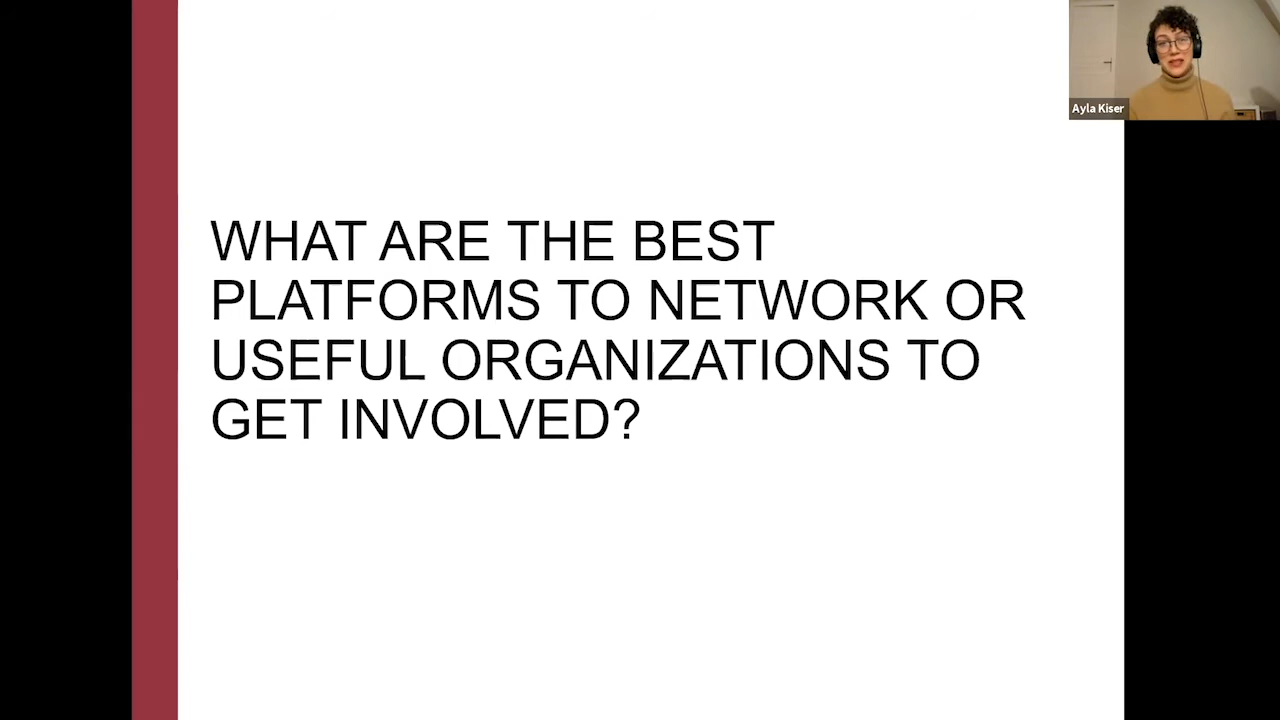 Ayla Kiser
WHAT ARE THE BEST
PLATFORMS TO NETWORK OR
USEFUL ORGANIZATIONS TO
GET INVOLVED?